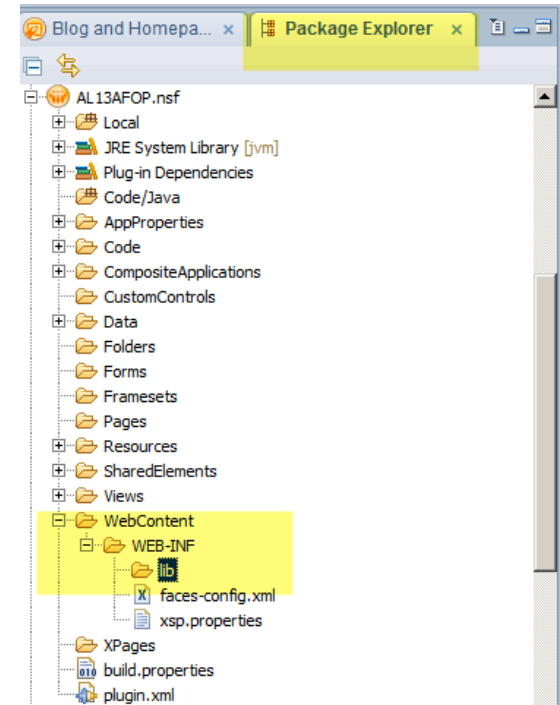 Blog and Homepa...
Package Explorer
AL13AFOP.nsf
Local
JRE System Library [jvm]
Plug-in Dependencies
Code/Java
AppProperties
Code
CompositeApplications
CustomControls
Data
Folders
Forms
Framesets
Pages
Resources
SharedElements
Views
WebContent
WEB-INF
lib
faces-config.xml
xsp.properties
XPages
build.properties
plugin.xml